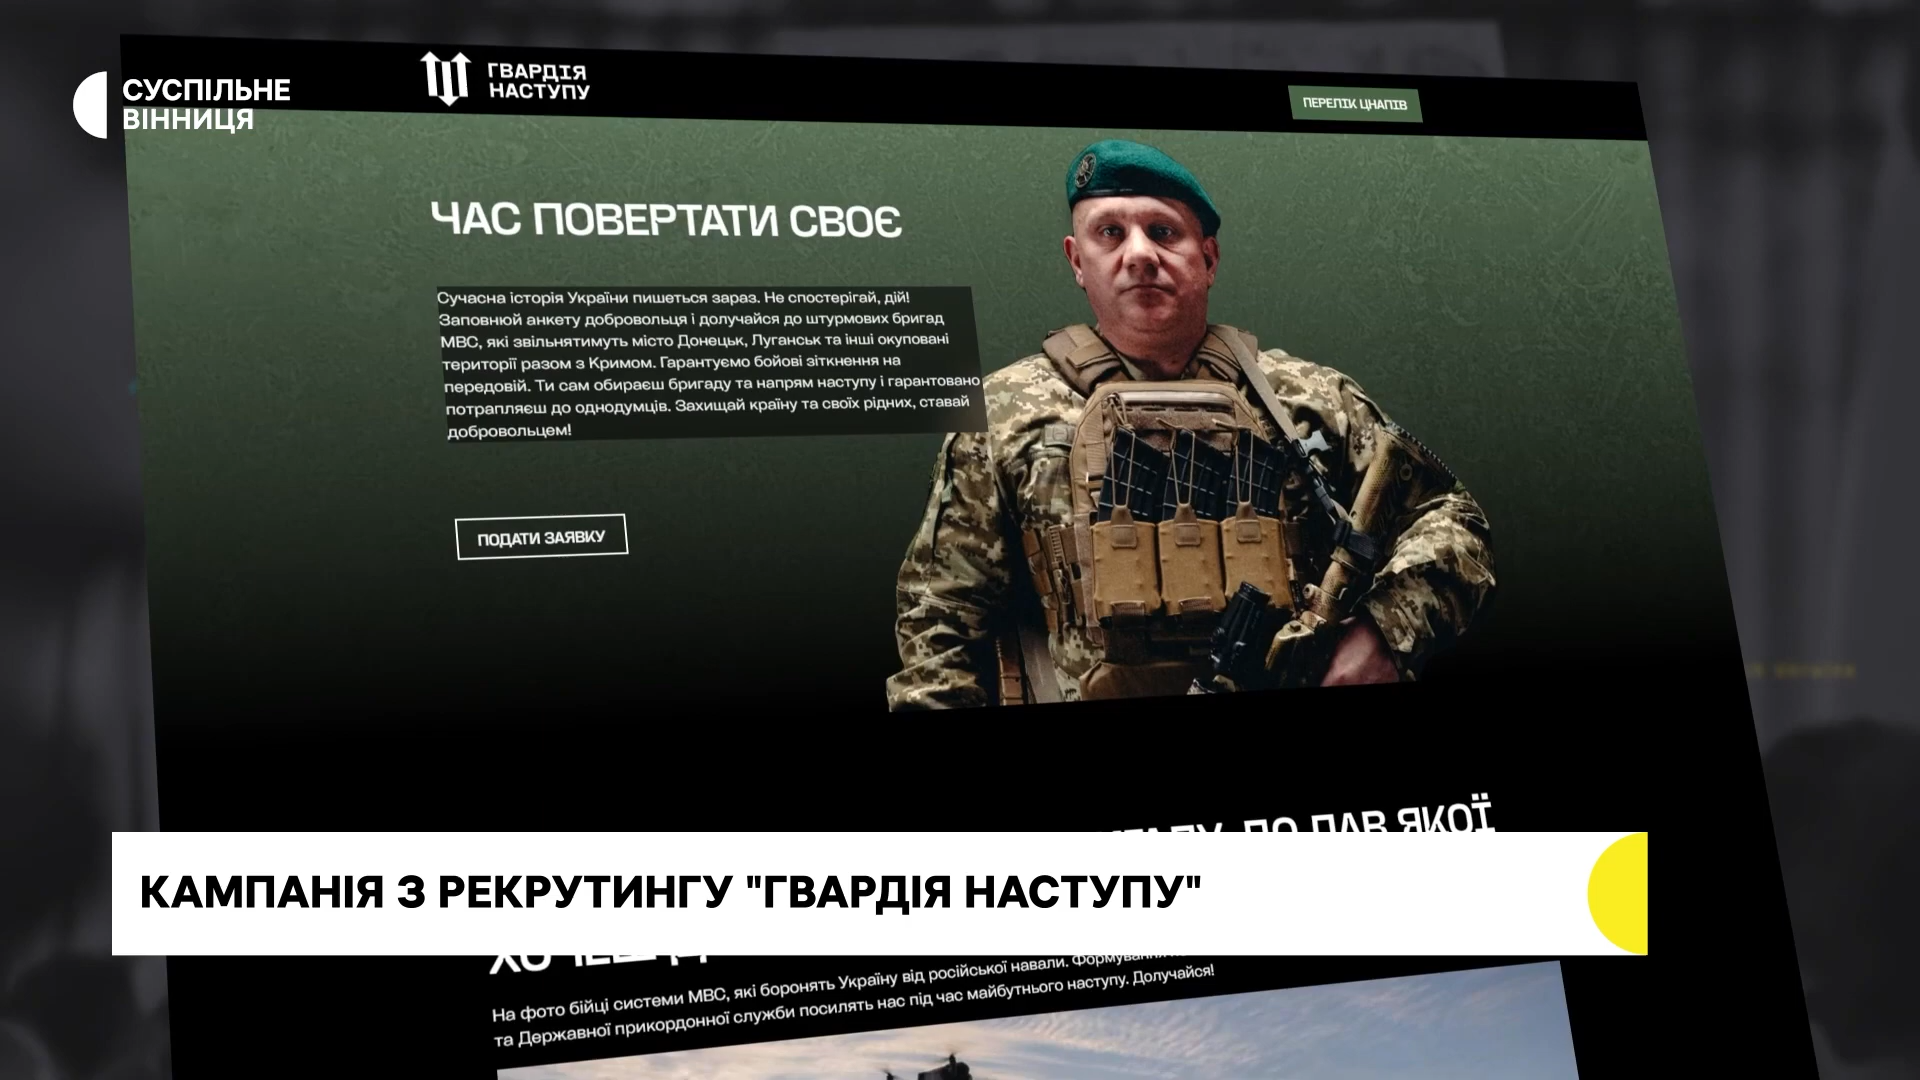 СУСПІЛЬНЕ
ВІННИЦЯ
ГВАРДІЯ
НАСТУПУ
ПЕРЕЛІК ЦНАПІВ
ЧАС ПОВЕРТАТИ СВОЄ
Сучасна історія України пишеться зараз. Не спостерігай, дій!
Заповнюй анкету добровольця і долучайся до штурмових бригад
МВС, які звільнятимуть місто Донецьк, Луганськ та інші окуповані
території разом з Кримом. Гарантуємо бойові зіткнення на
передовій. Ти сам обираєш бригаду та напрям наступу і гарантовано
потрапляєш до однодумців. Захищай країну та своїх рідних, ставай
добровольцем!
ПОДАТИ ЗАЯВКУ
ЯКОЇ
КАМПАНІЯ З РЕКРУТИНГУ "ГВАРДІЯ НАСТУПУ"
На фото бійці системи МВС, які боронять Україну від російської навали. Формування
та Державної прикордонної служби посилять нас під час майбутнього наступу. Долучайся!